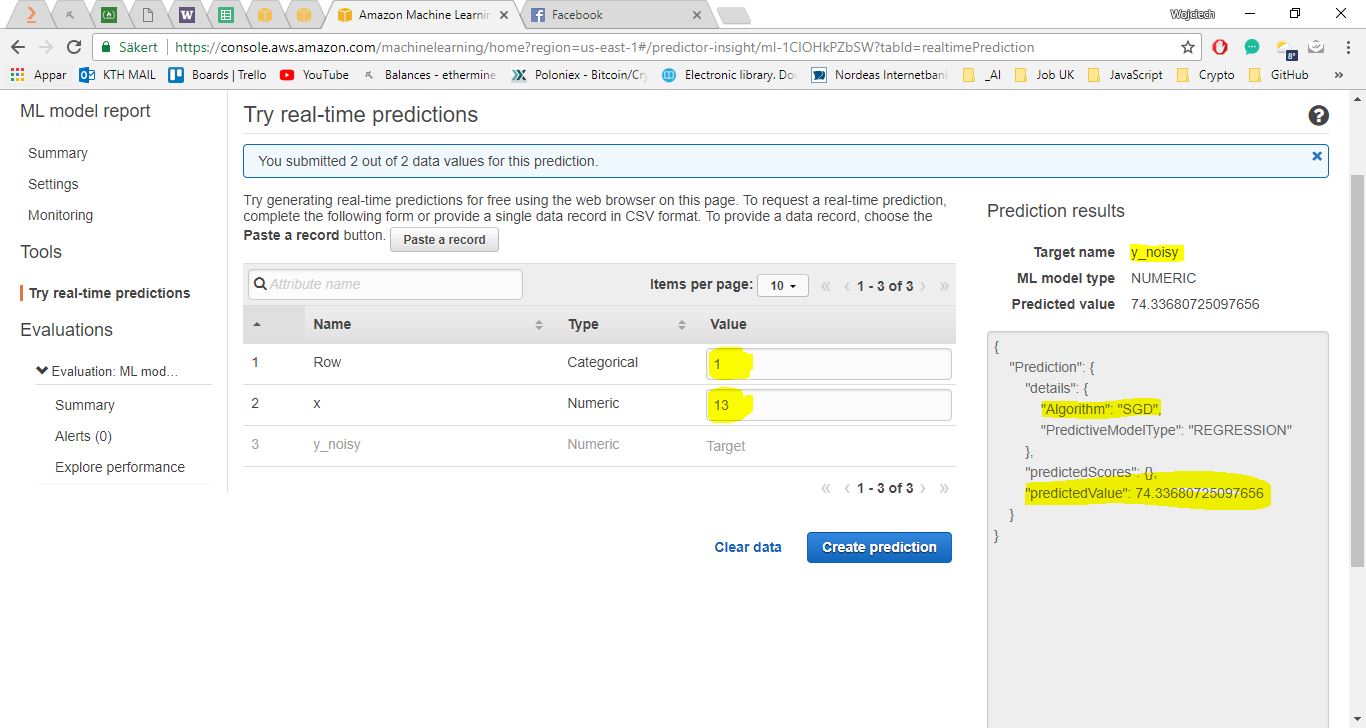 Amazon Machine Learnin
Facebook
Wojciech
Säkert
https://console.aws.amazon.com/machinelearning/home?region=us-east-1#/predictor-insight/ml-1ClOHkPZbSW?tabId=realtimePrediction
Appar
KTH MAIL
Boards | Trello
YouTube
Balances - ethermine
Poloniex - Bitcoin/Cry
Electronic library. Do
Nordeas Internetbank
_AI
Job UK
JavaScript
Crypto
GitHub
»
ML model report
Summary
Settings
Monitoring
Tools
Try real-time predictions
Evaluations
Evaluation: ML mod…
Summary
Alerts (0)
Explore performance
Try real-time predictions
You submitted 2 out of 2 data values for this prediction.
Try generating real-time predictions for free using the web browser on this page. To request a real-time prediction,
complete the following form or provide a single data record in CSV format. To provide a data record, choose the
Paste a record button. Paste a record
Attribute name
Items per page: 10 « ‹ 1 - 3 of 3 › »
Name Type Value
1 Row Categorical 1
2 x Numeric 13
3 y_noisy Numeric Target
« ‹ 1 - 3 of 3 › »
Clear data
Create prediction
Prediction results
Target name y_noisy
ML model type NUMERIC
Predicted value 74.33680725097656
{
"Prediction": {
"details": {
"Algorithm": "SGD",
"PredictiveModelType": "REGRESSION"
},
"predictedScores": {},
"predictedValue": 74.33680725097656
}
}